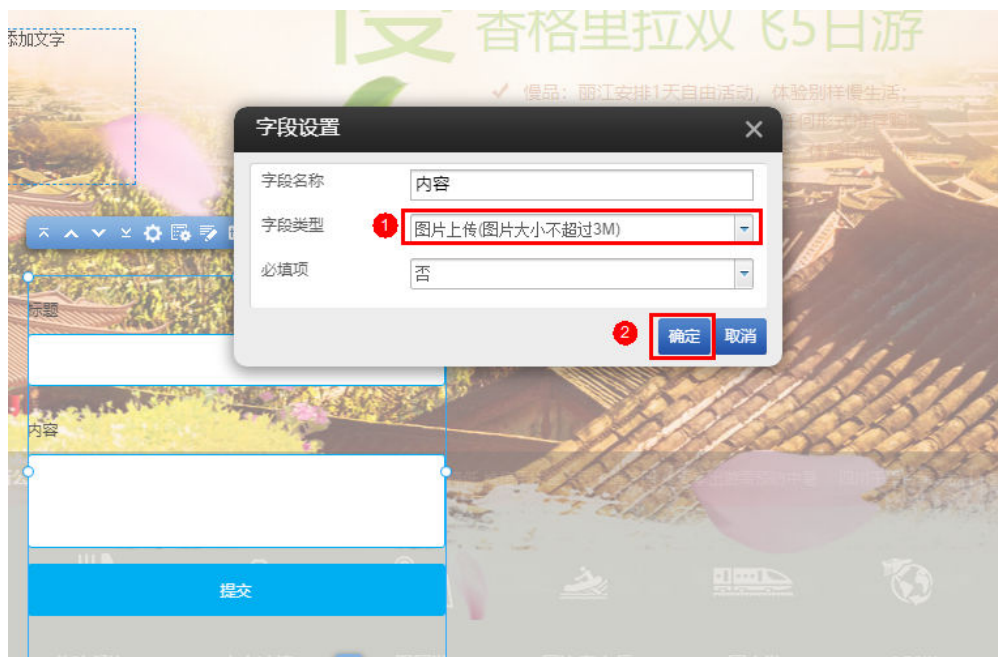 添加文字
慢
香格里拉双飞5日游
✓ 慢品：丽江安排1天自由活动，体验别样慢生活；
字段设置
字段名称
内容
字段类型
1
图片上传(图片大小不超过3M)
必填项
否
2
确定
取消
标题
内容
提交